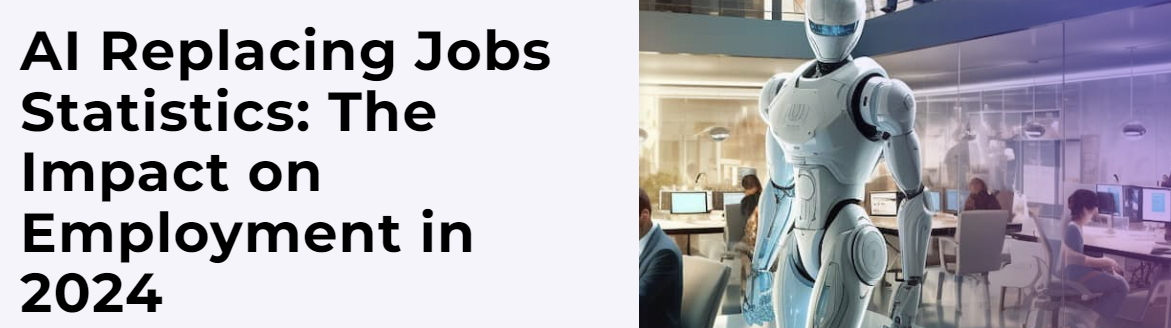 AI Replacing Jobs
Statistics: The
Impact on
Employment in
2024